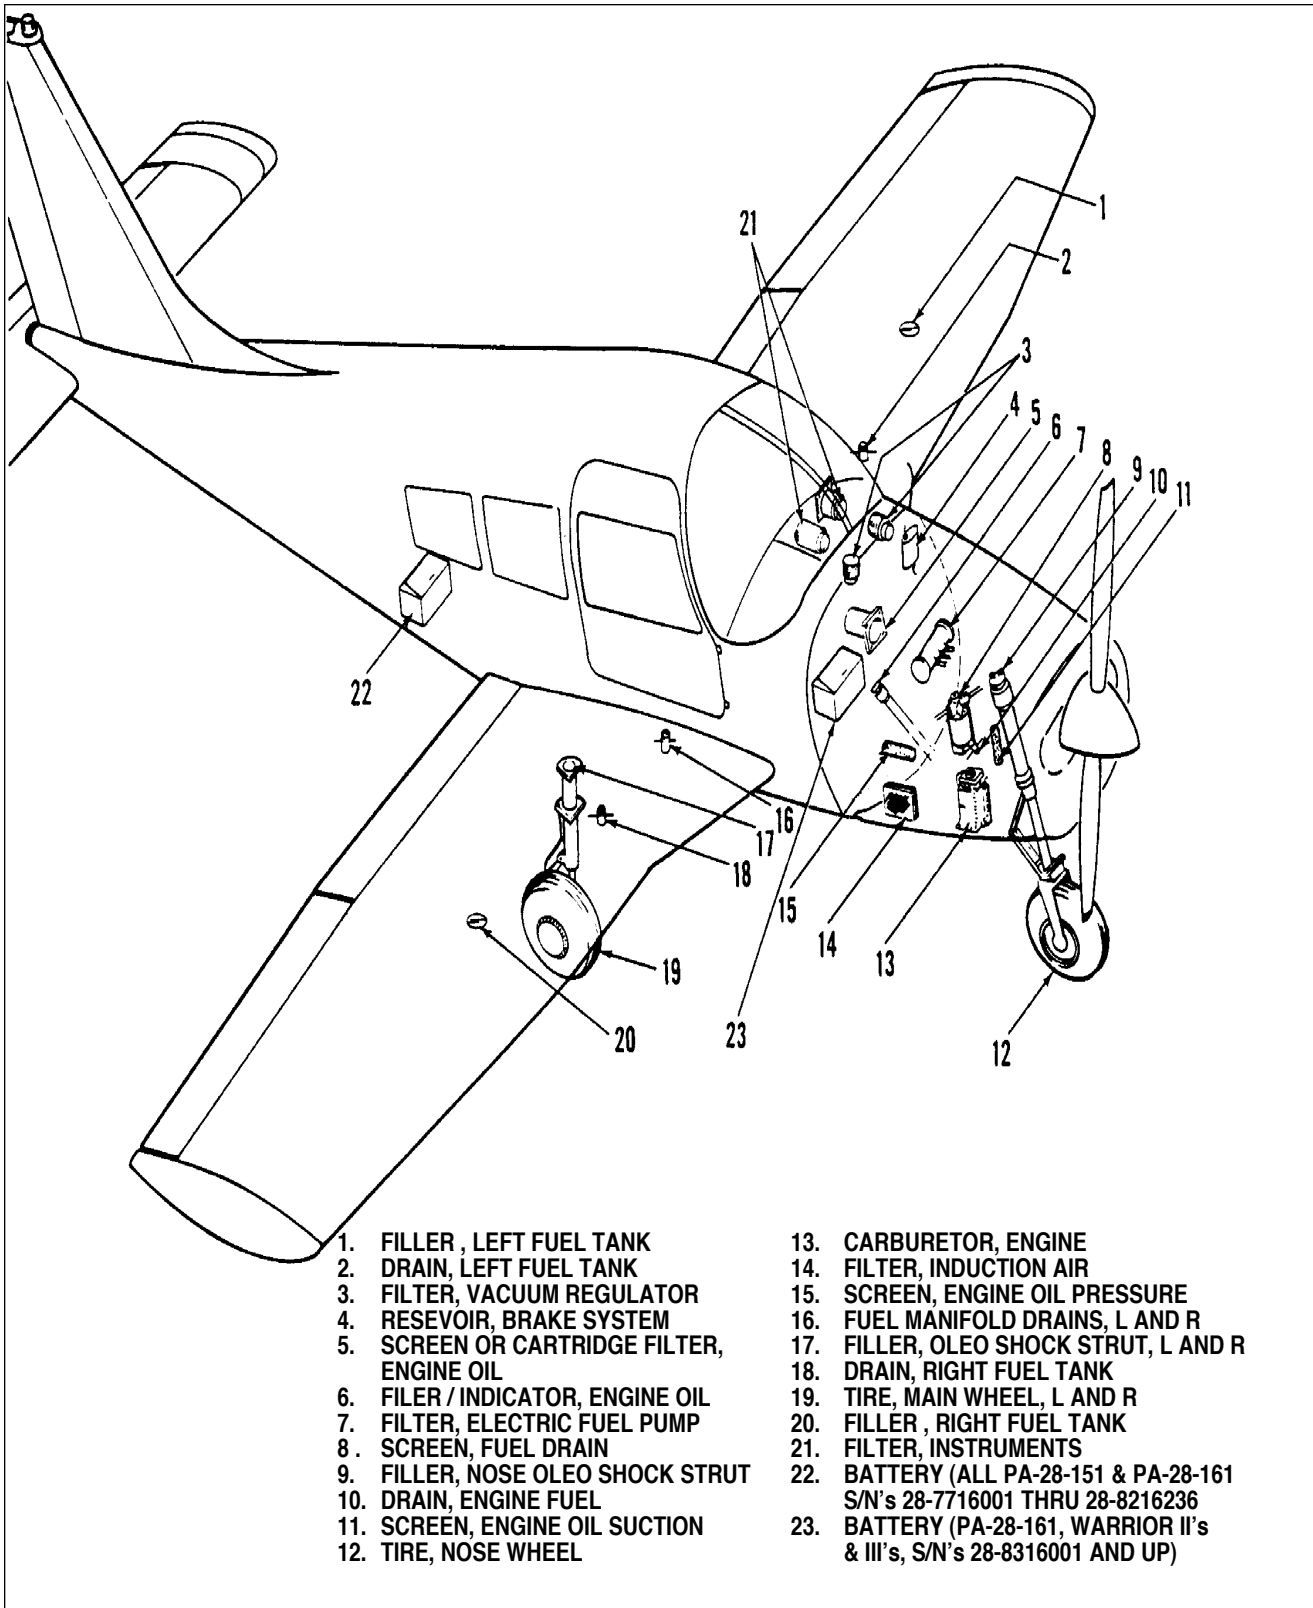 21
1
2
3
4
5
6
7
8
9
10
11
22
16
17
18
15
14
13
19
20
23
12
1. FILLER , LEFT FUEL TANK
2. DRAIN, LEFT FUEL TANK
3. FILTER, VACUUM REGULATOR
4. RESEVOIR, BRAKE SYSTEM
5. SCREEN OR CARTRIDGE FILTER,
ENGINE OIL
6. FILER / INDICATOR, ENGINE OIL
7. FILTER, ELECTRIC FUEL PUMP
8 . SCREEN, FUEL DRAIN
9. FILLER, NOSE OLEO SHOCK STRUT
10. DRAIN, ENGINE FUEL
11. SCREEN, ENGINE OIL SUCTION
12. TIRE, NOSE WHEEL
13. CARBURETOR, ENGINE
14. FILTER, INDUCTION AIR
15. SCREEN, ENGINE OIL PRESSURE
16. FUEL MANIFOLD DRAINS, L AND R
17. FILLER, OLEO SHOCK STRUT, L AND R
18. DRAIN, RIGHT FUEL TANK
19. TIRE, MAIN WHEEL, L AND R
20. FILLER , RIGHT FUEL TANK
21. FILTER, INSTRUMENTS
22. BATTERY (ALL PA-28-151 & PA-28-161
S/N's 28-7716001 THRU 28-8216236
23. BATTERY (PA-28-161, WARRIOR II's
& III's, S/N's 28-8316001 AND UP)